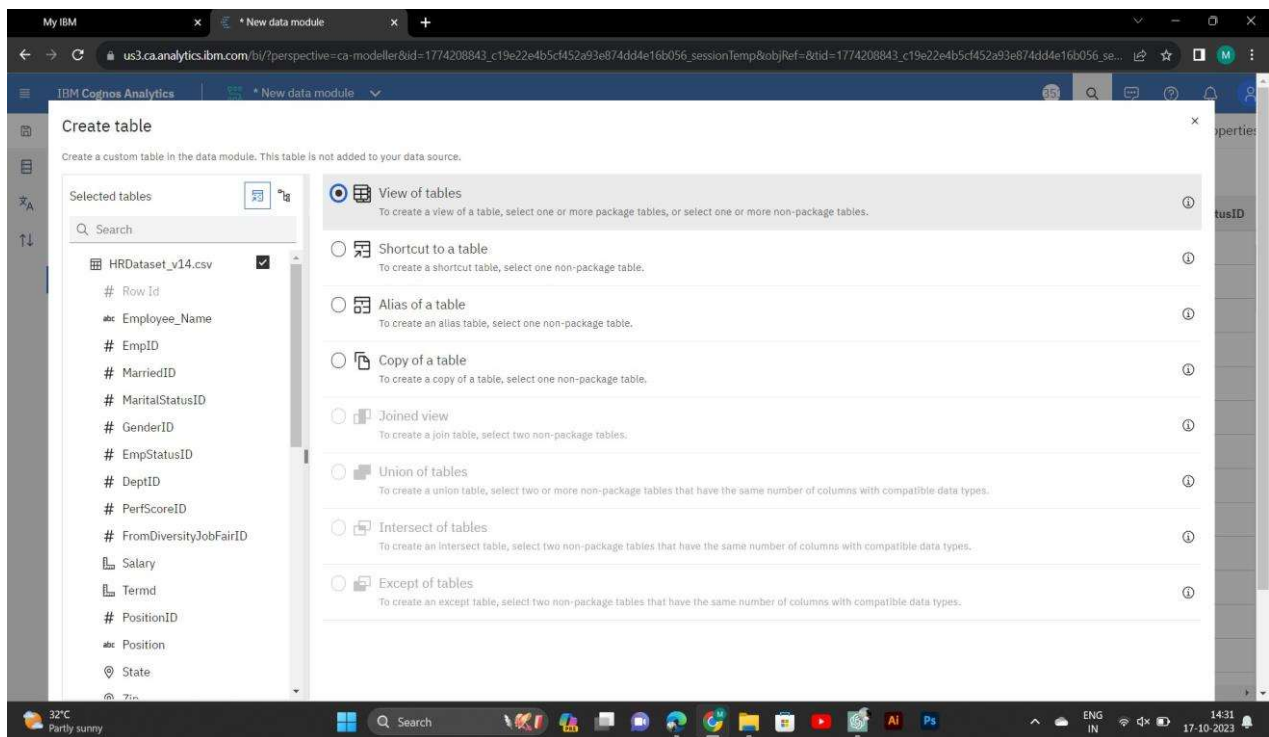 My IBM
* New data module
us3.ca.analytics.ibm.com/bi/?perspective=ca-modeller&id=1774208843_c19e22e4b5cf452a93e874dd4e16b056_sessionTemp&objRef=&tid=1774208843_c19e22e4b5cf452a93e874dd4e16b056_se...
M
IBM Cognos Analytics
* New data module
Create table
operties
Create a custom table in the data module. This table is not added to your data source.
Selected tables
Search
HRDataset_v14.csv
# Row Id
abc Employee_Name
# EmpID
# MarriedID
# MaritalStatusID
# GenderID
# EmpStatusID
# DeptID
# PerfScoreID
# FromDiversityJobFairID
Salary
Termd
# PositionID
abc Position
State
Zip
View of tables
To create a view of a table, select one or more package tables, or select one or more non-package tables.
tusID
Shortcut to a table
To create a shortcut table, select one non-package table.
Alias of a table
To create an alias table, select one non-package table.
Copy of a table
To create a copy of a table, select one non-package table.
Joined view
To create a join table, select two non-package tables.
Union of tables
To create a union table, select two or more non-package tables that have the same number of columns with compatible data types.
Intersect of tables
To create an intersect table, select two non-package tables that have the same number of columns with compatible data types.
Except of tables
To create an except table, select two non-package tables that have the same number of columns with compatible data types.
32°C
Partly sunny
Search
Ai
Ps
ENG
IN
14:31
17-10-2023